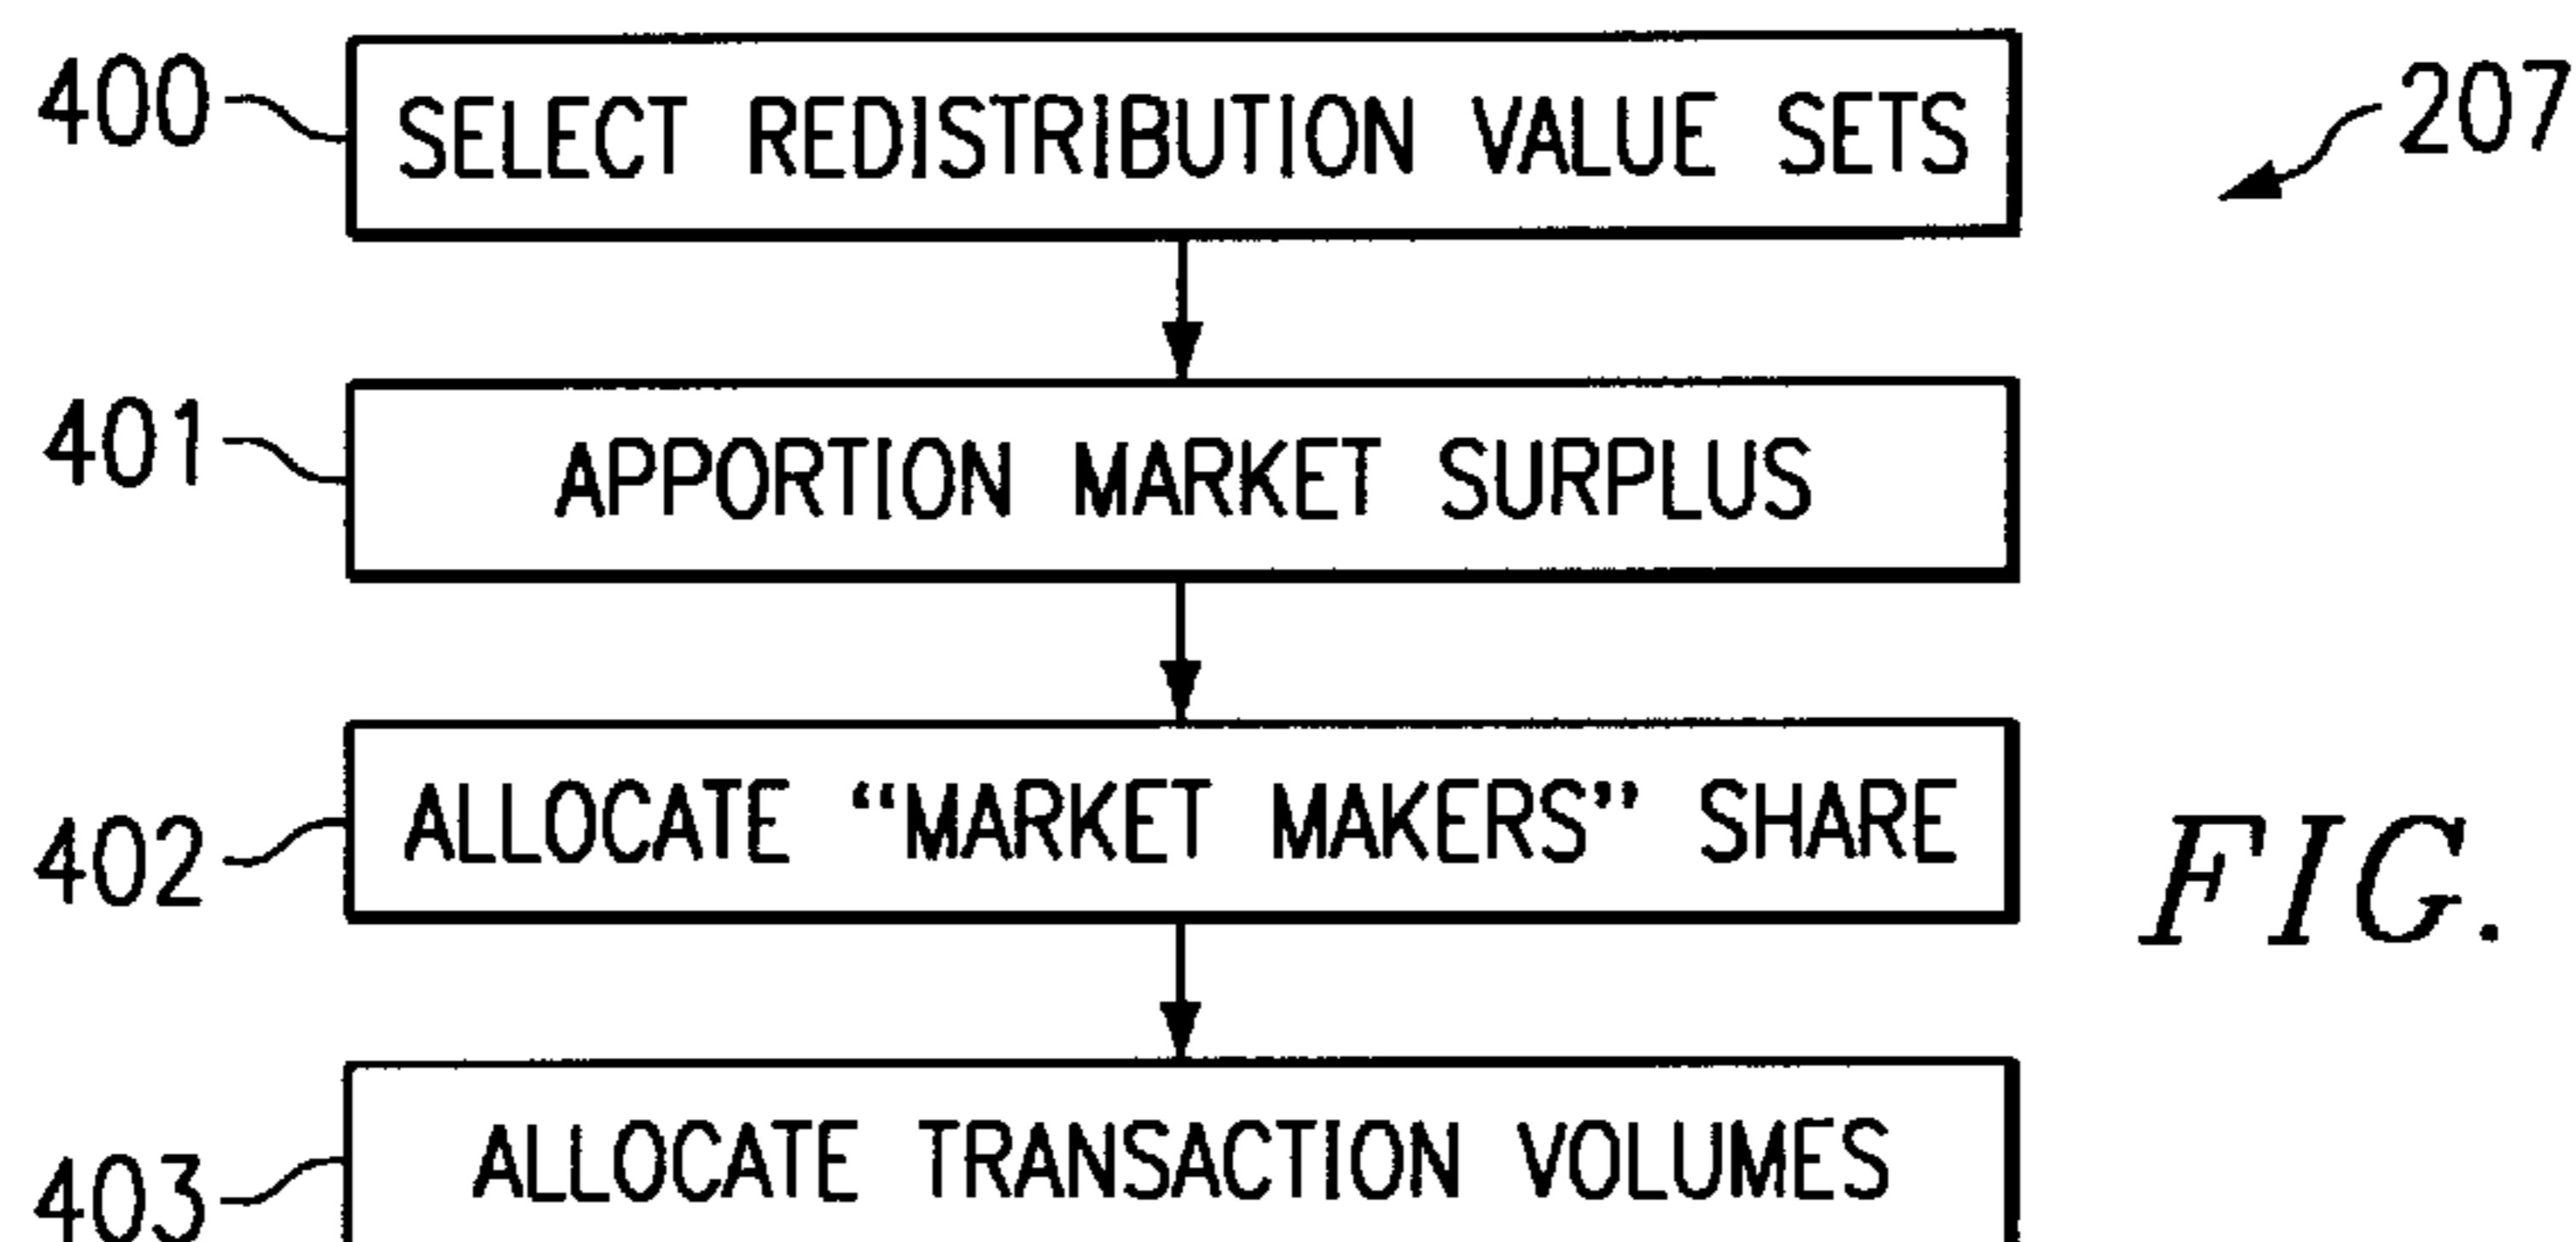 400
SELECT REDISTRIBUTION VALUE SETS
207
401
APPORTION MARKET SURPLUS
402
ALLOCATE “MARKET MAKERS” SHARE
FIG.
403
ALLOCATE TRANSACTION VOLUMES